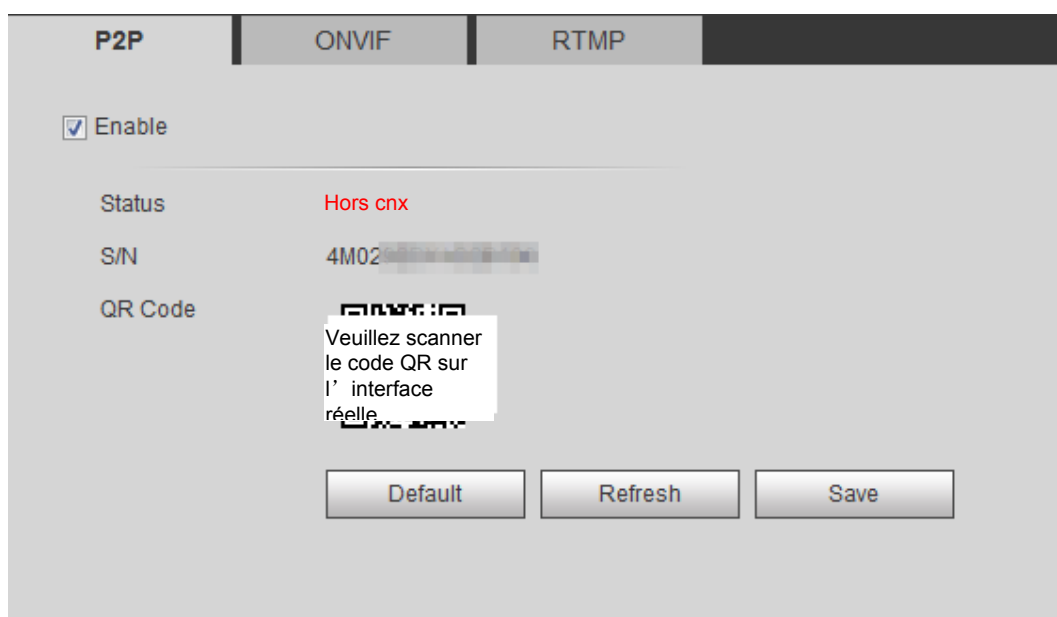 P2P ONVIF RTMP
Enable
Status Hors cnx
S/N 4M02
QR Code
Veuillez scanner
le code QR sur
l’ interface
réelle
Default Refresh Save